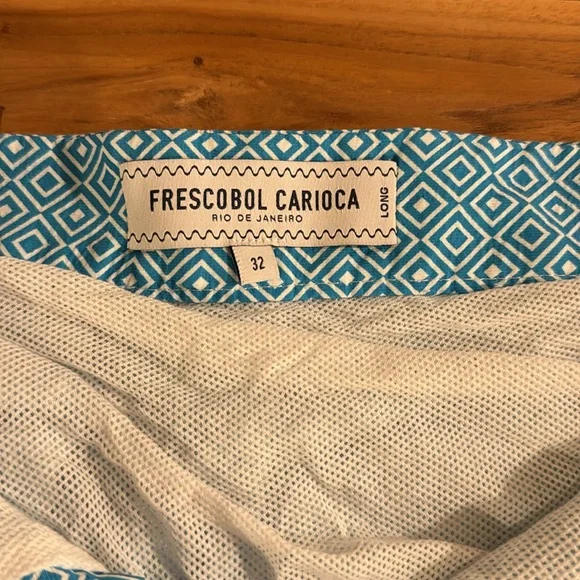 FRESCOBOL CARIOCA
RIO DE JANEIRO
LONG
32